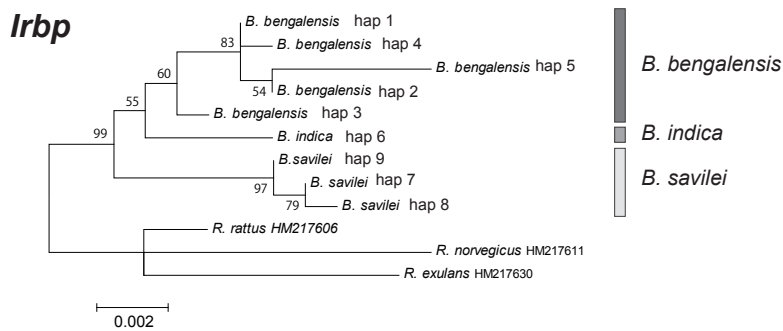 Irbp
B. bengalensis hap 1
83
B. bengalensis hap 4
B. bengalensis hap 5
60
54
B. bengalensis hap 2
B. bengalensis
55
B. bengalensis hap 3
99
B. indica hap 6
B. indica
B.savilei hap 9
97
B. savilei hap 7
B. savilei
79
B. savilei hap 8
R. rattus HM217606
R. norvegicus HM217611
R. exulans HM217630
0.002